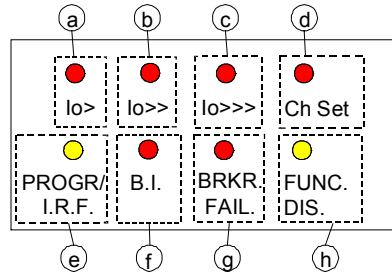 a b c d
Io> Io>> Io>>> Ch Set
PROGR/ B.I. BRKR. FUNC.
I.R.F. FAIL. DIS.
e f g h